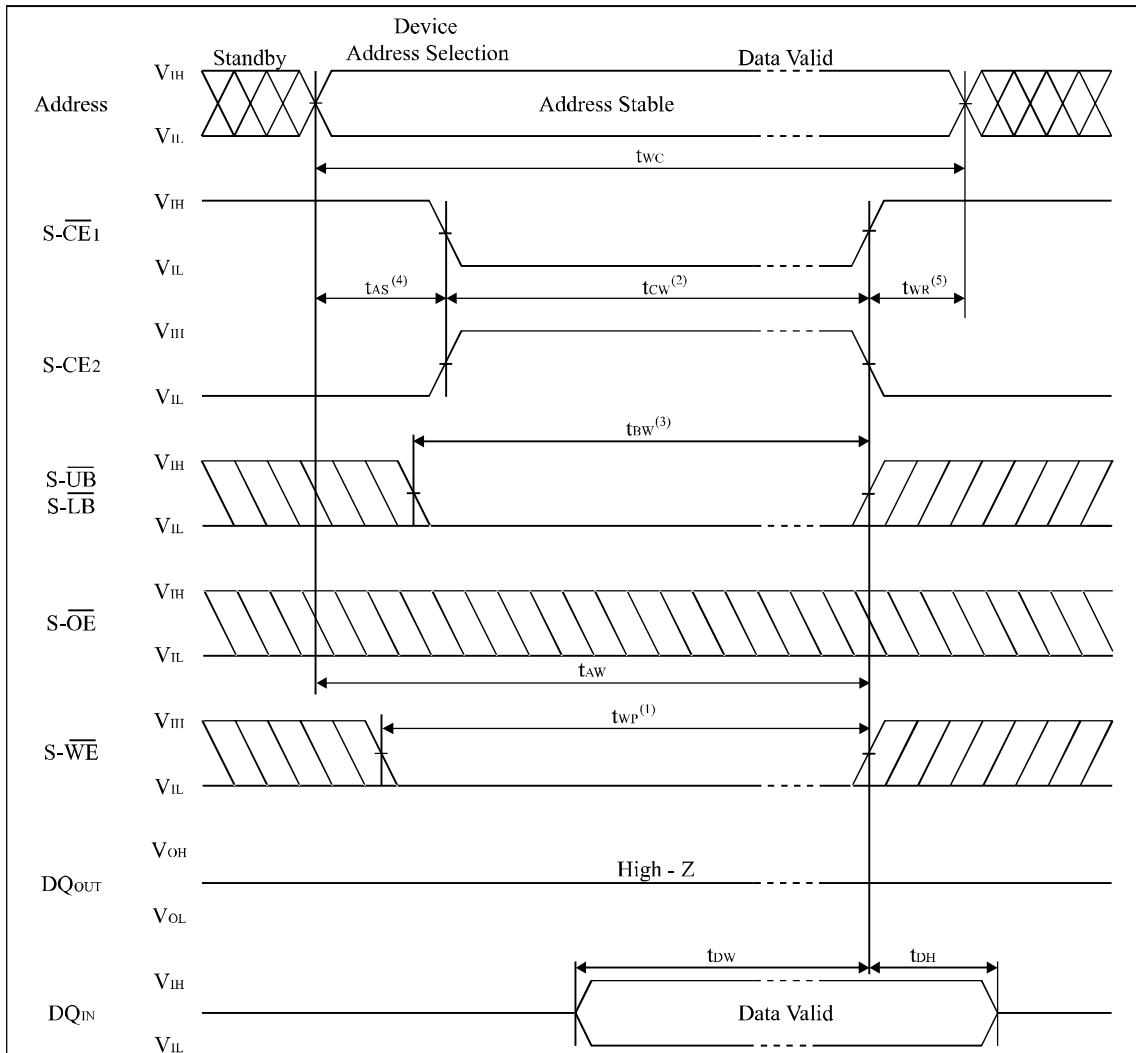 Device
Standby Address Selection Data Valid
VIH
Address Address Stable
VIL
tWC
VIH
S-CE1
VIL
tAS(4) tCW(2) tWR(5)
VIH
S-CE2
VIL
tBW(3)
VIH
S-UB
S-LB
VIL
VIH
S-OE
VIL
tAW
tWP(1)
VIH
S-WE
VIL
VOH
High - Z
DQOUT
VOL
tDW tDH
VIH
DQIN Data Valid
VIL